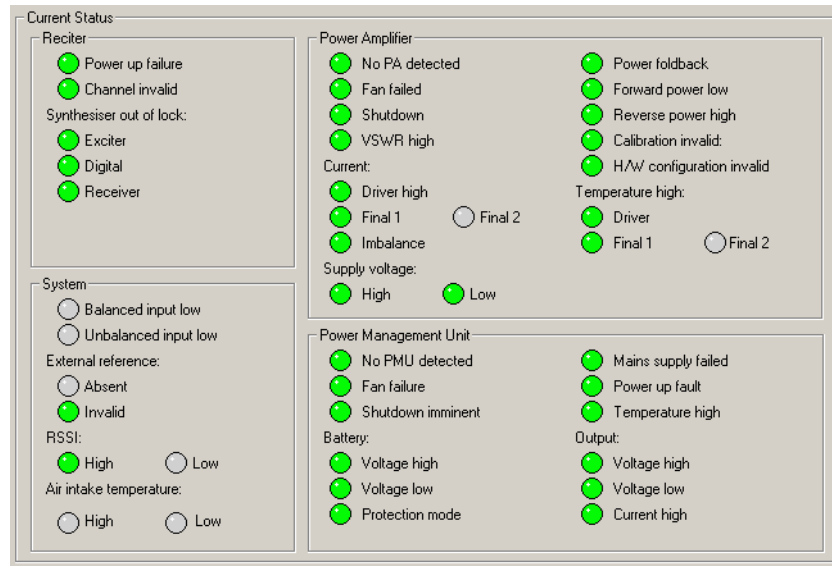 Current Status
Reciter
Power up failure
Channel invalid
Synthesiser out of lock:
Exciter
Digital
Receiver
System
Balanced input low
Unbalanced input low
External reference:
Absent
Invalid
RSSI:
High Low
Air intake temperature:
High Low
Power Amplifier
No PA detected
Fan failed
Shutdown
VSWR high
Current:
Driver high
Final 1 Final 2
Imbalance
Supply voltage:
High Low
Power foldback
Forward power low
Reverse power high
Calibration invalid:
H/W configuration invalid
Temperature high:
Driver
Final 1 Final 2
Power Management Unit
No PMU detected
Fan failure
Shutdown imminent
Battery:
Voltage high
Voltage low
Protection mode
Mains supply failed
Power up fault
Temperature high
Output:
Voltage high
Voltage low
Current high